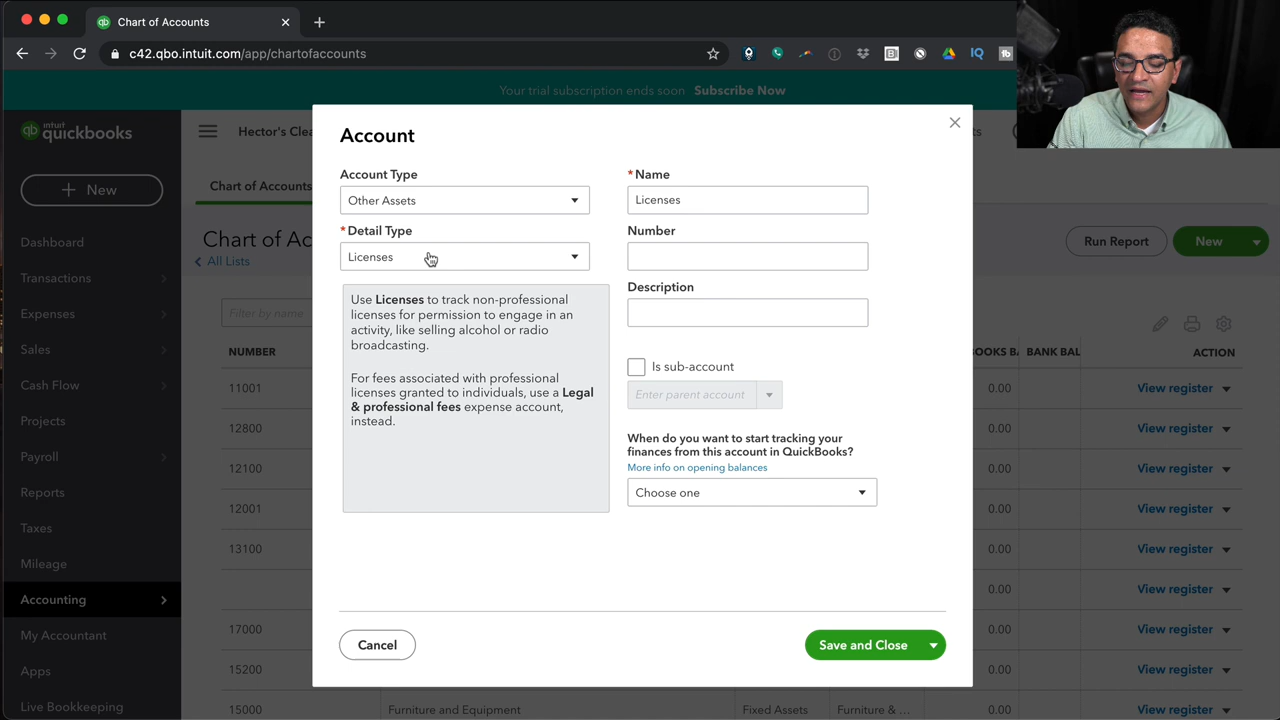 Chart of Accounts
c42.qbo.intuit.com/app/chartofaccounts
Your trial subscription ends soon Subscribe Now
intuit
quickbooks
Hector's Clea
New
Dashboard
Transactions
Expenses
Sales
Cash Flow
Projects
Payroll
Reports
Taxes
Mileage
Accounting
My Accountant
Apps
Live Bookkeeping
Chart of Accounts
Chart of Ac
All Lists
Run Report
New
Filter by name
NUMBER
OOKS BA BANK BAL
ACTION
11001
0.00
View register
12800
0.00
View register
12100
0.00
View register
12001
0.00
View register
13100
0.00
View register
0.00
View register
17000
0.00
View register
15200
0.00
View register
15000
Furniture and Equipment
Fixed Assets
Furniture & ...
0.00
View register
Account
Account Type
Other Assets
* Detail Type
Licenses
Use Licenses to track non-professional
licenses for permission to engage in an
activity, like selling alcohol or radio
broadcasting.
For fees associated with professional
licenses granted to individuals, use a Legal
& professional fees expense account,
instead.
* Name
Licenses
Number
Description
Is sub-account
Enter parent account
When do you want to start tracking your
finances from this account in QuickBooks?
More info on opening balances
Choose one
Cancel
Save and Close